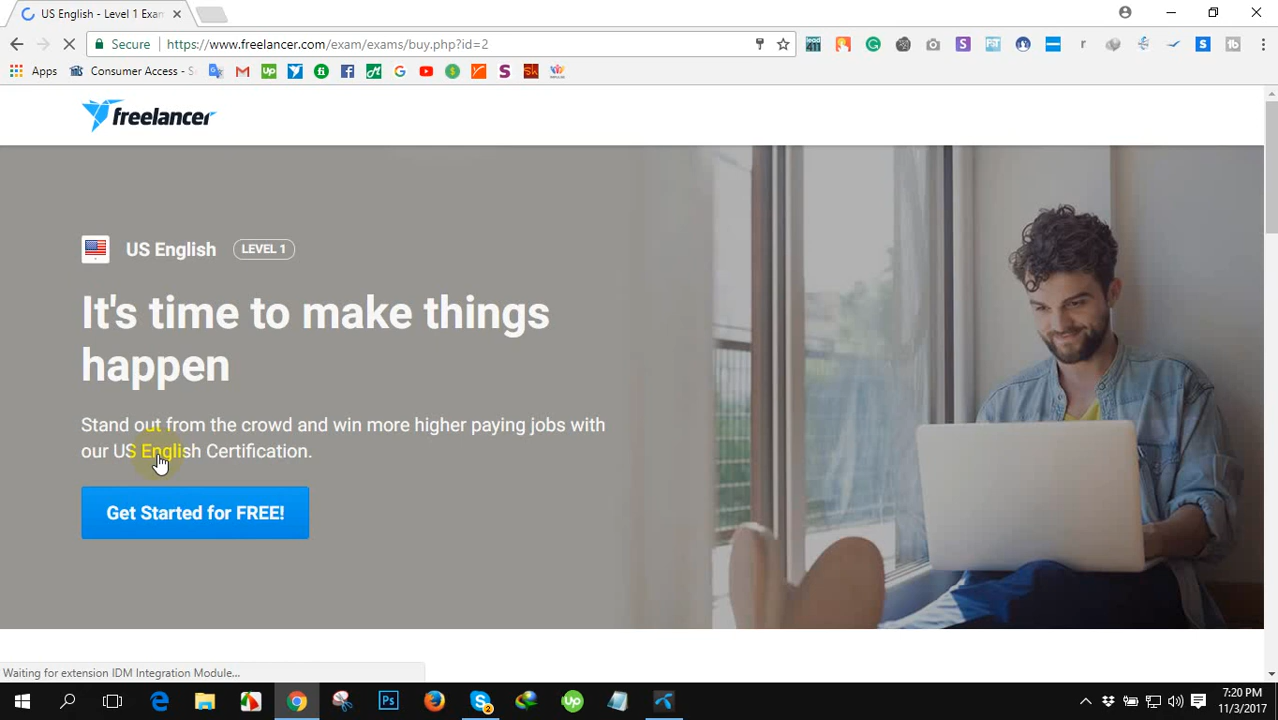 US English - Level 1 Exam
Secure
https://www.freelancer.com/exam/exams/buy.php?id=2
Apps
Consumer Access - S
freelancer
US English
LEVEL 1
It's time to make things
happen
Stand out from the crowd and win more higher paying jobs with
our US English Certification.
Get Started for FREE!
Waiting for extension IDM Integration Module...
7:20 PM
11/3/2017